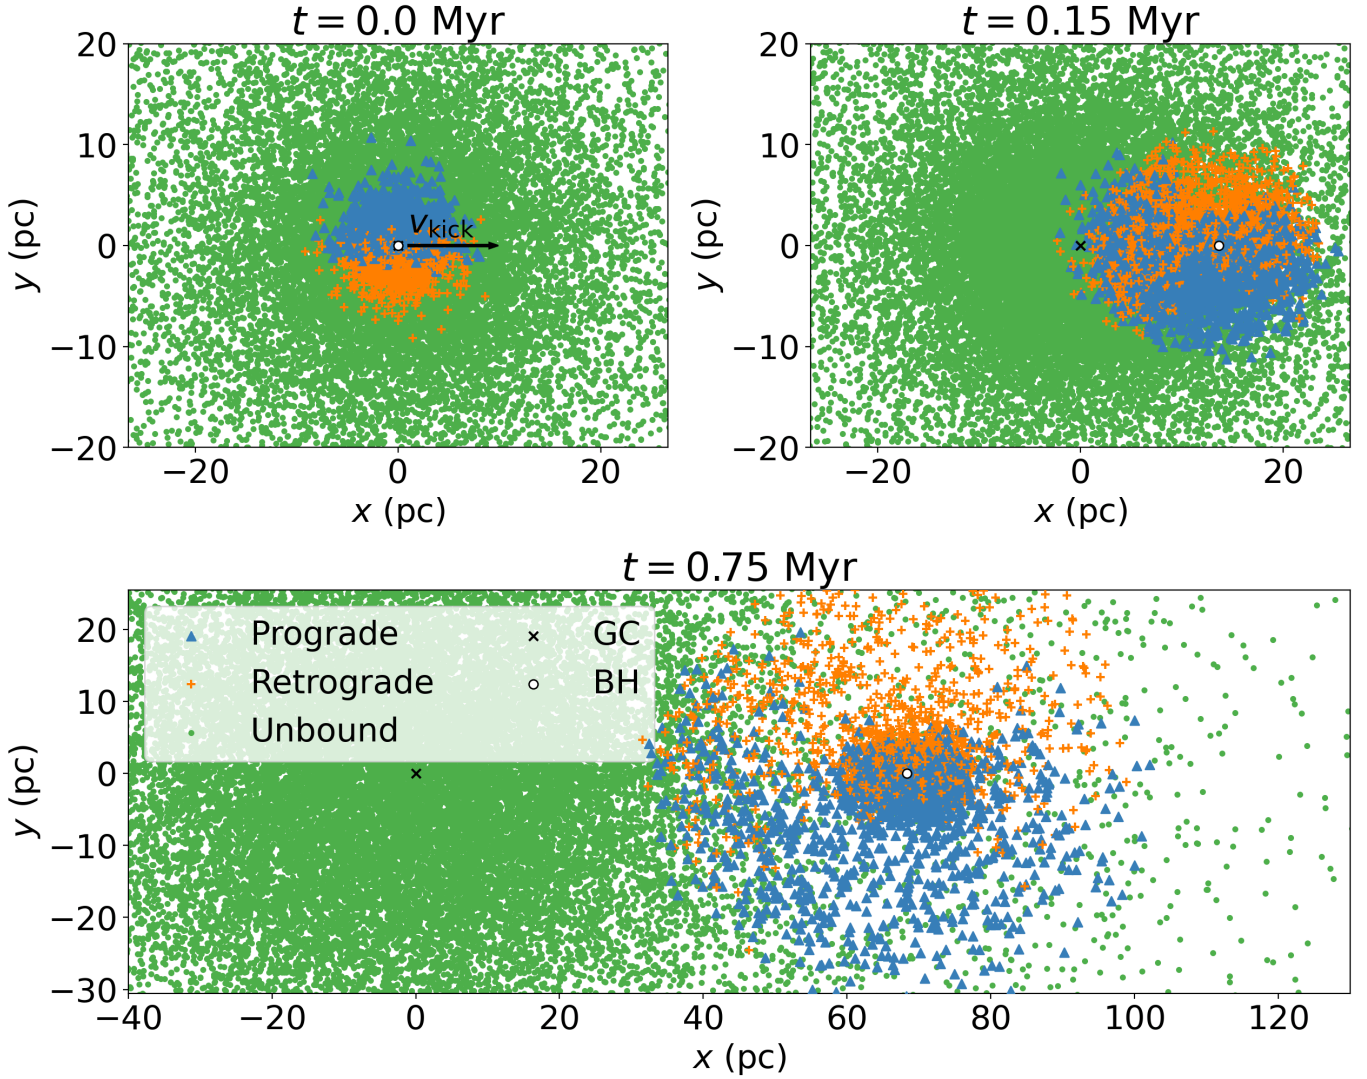 t = 0.0 Myr
20
10
0
−10
−20
y (pc)
v_kick
−20 0 20
x (pc)
t = 0.15 Myr
20
10
0
−10
−20
y (pc)
−20 0 20
x (pc)
t = 0.75 Myr
20
10
0
−10
−20
−30
y (pc)
Prograde GC
Retrograde BH
Unbound
−40 −20 0 20 40 60 80 100 120
x (pc)